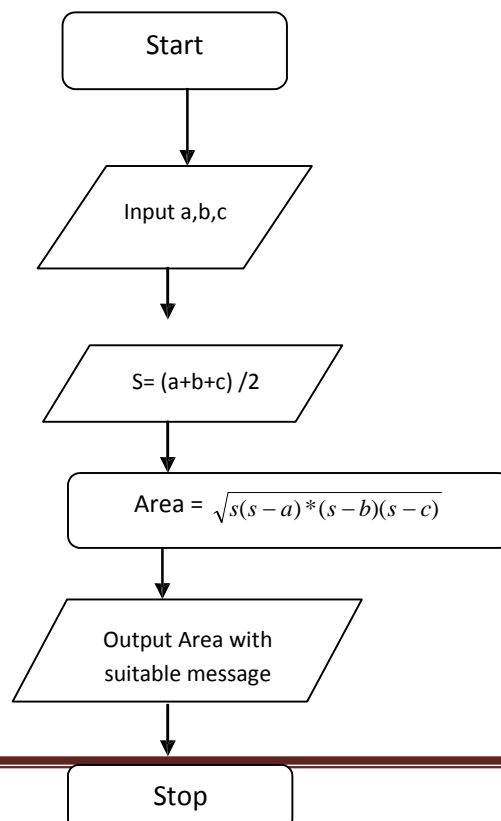 Start
Input a,b,c
S= (a+b+c) /2
Area = √s(s−a)*(s−b)(s−c)
Output Area with
suitable message
Stop